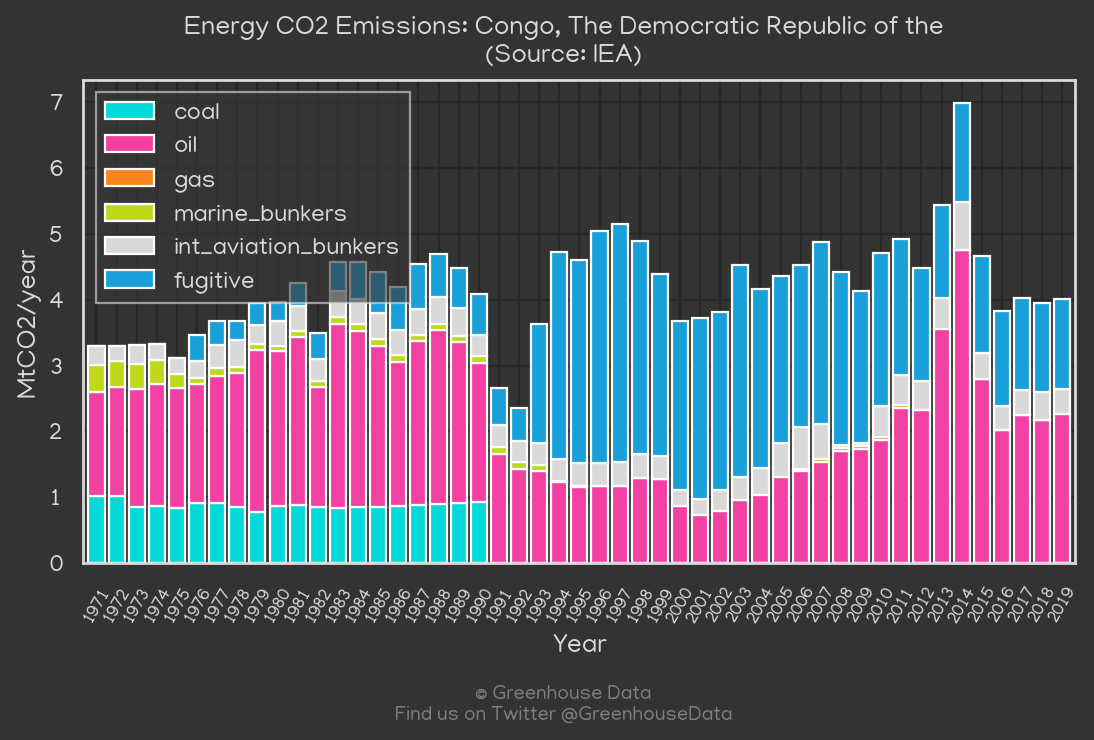 Energy CO2 Emissions: Congo, The Democratic Republic of the
(Source: IEA)
coal
oil
gas
marine_bunkers
int_aviation_bunkers
fugitive
MtCO2/year
7
6
5
4
3
2
1
0
1971 1972 1973 1974 1975 1976 1977 1978 1979 1980 1981 1982 1983 1984 1985 1986 1987 1988 1989 1990 1991 1992 1993 1994 1995 1996 1997 1998 1999 2000 2001 2002 2003 2004 2005 2006 2007 2008 2009 2010 2011 2012 2013 2014 2015 2016 2017 2018 2019
Year
© Greenhouse Data
Find us on Twitter @GreenhouseData